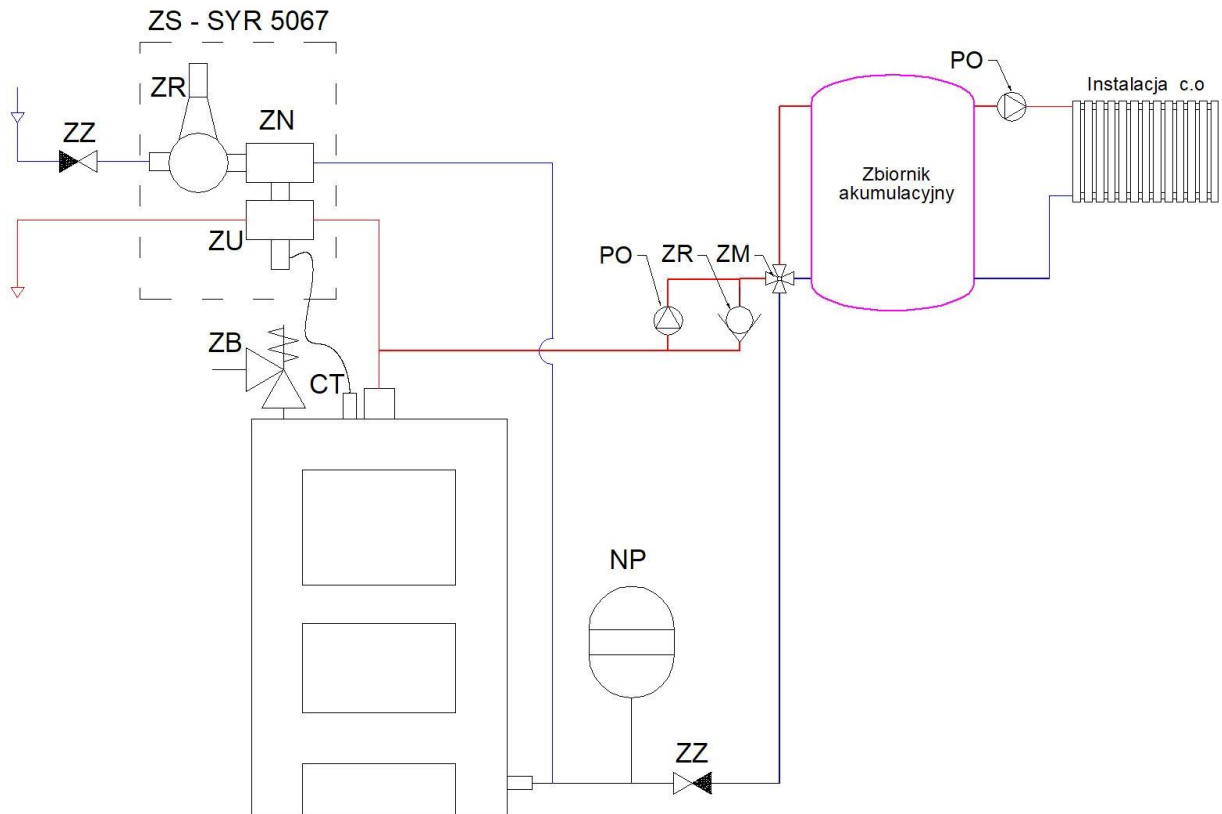 ZS - SYR 5067
ZR
ZN
ZZ
ZU
ZB
CT
PO
ZR
ZM
PO
Instalacja c.o
Zbiornik
akumulacyjny
NP
ZZ